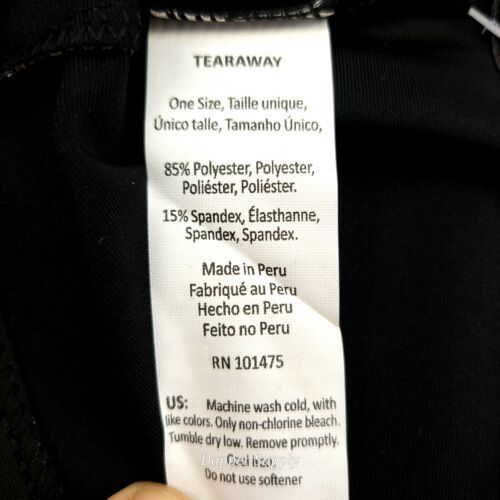 TEARAWAY
One Size, Taille unique,
Único talle, Tamanho Único,
85% Polyester, Polyester,
Poliéster, Poliéster.
15% Spandex, Élasthanne,
Spandex, Spandex.
Made in Peru
Fabriqué au Peru
Hecho en Peru
Feito no Peru
RN 101475
US: Machine wash cold, with
like colors. Only non-chlorine bleach.
Tumble dry low. Remove promptly.
Cool iron.
Do not use softener